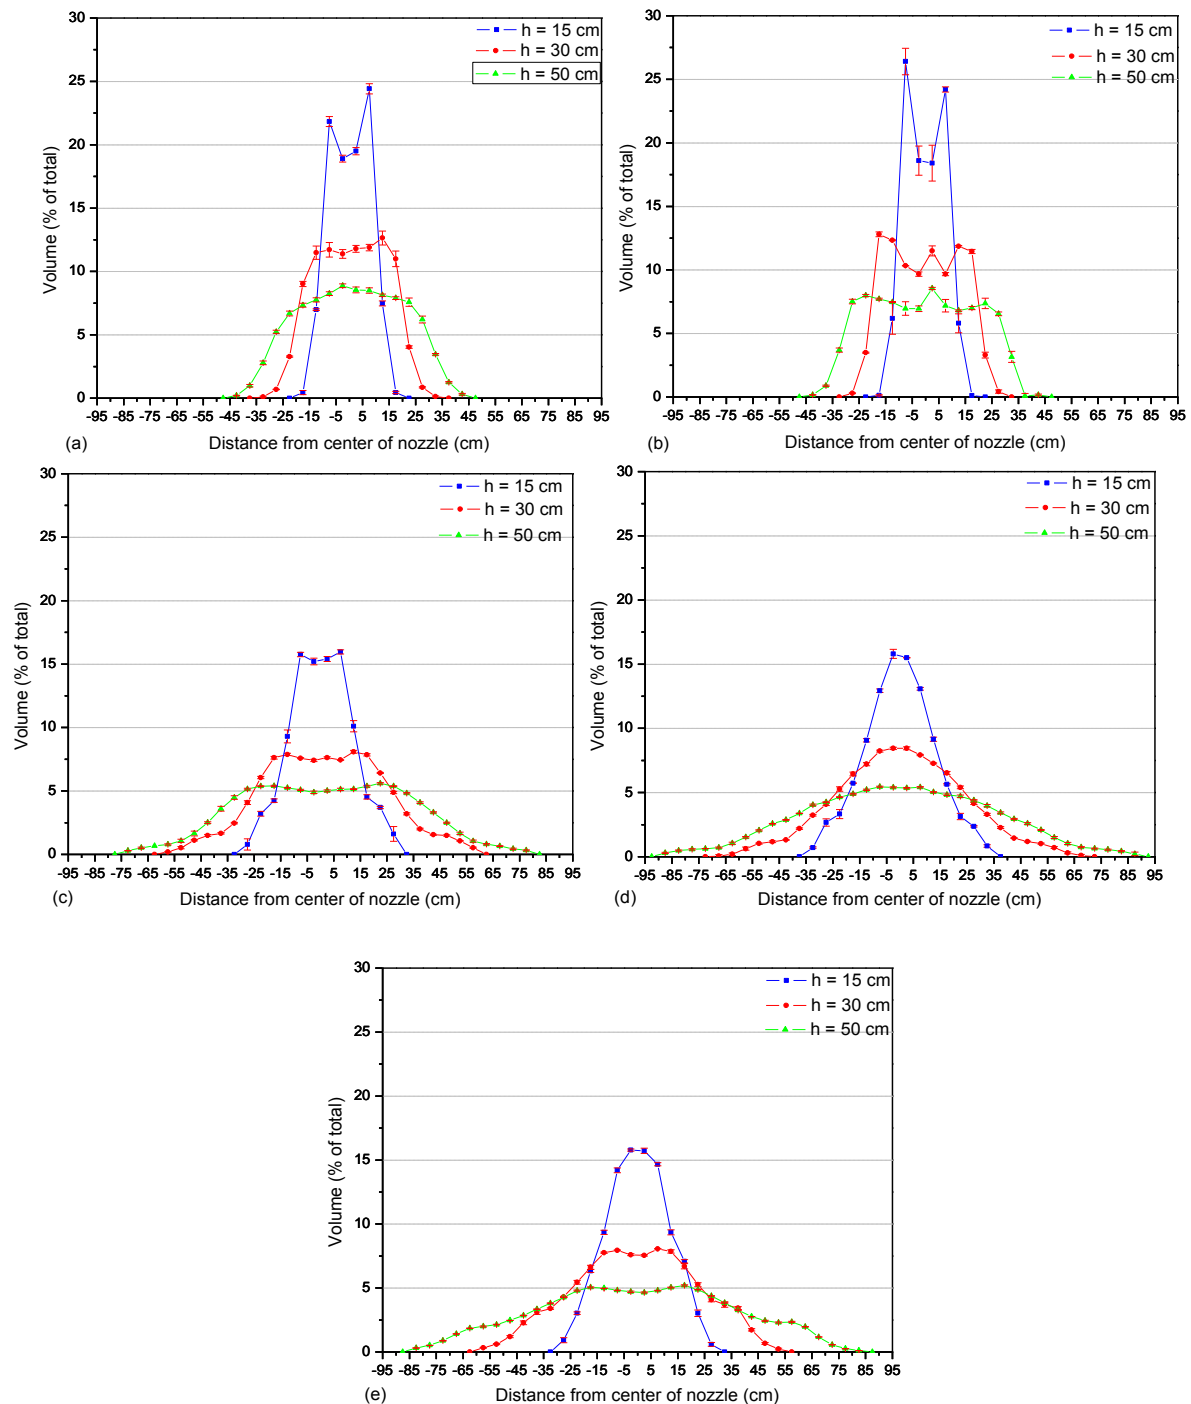 30
25
20
15
10
5
0
Volume (% of total)
h = 15 cm
h = 30 cm
h = 50 cm
-95 -85 -75 -65 -55 -45 -35 -25 -15 -5 5 15 25 35 45 55 65 75 85 95
(a) Distance from center of nozzle (cm)
30
25
20
15
10
5
0
Volume (% of total)
h = 15 cm
h = 30 cm
h = 50 cm
-95 -85 -75 -65 -55 -45 -35 -25 -15 -5 5 15 25 35 45 55 65 75 85 95
(b) Distance from center of nozzle (cm)
30
25
20
15
10
5
0
Volume (% of total)
h = 15 cm
h = 30 cm
h = 50 cm
-95 -85 -75 -65 -55 -45 -35 -25 -15 -5 5 15 25 35 45 55 65 75 85 95
(c) Distance from center of nozzle (cm)
30
25
20
15
10
5
0
Volume (% of total)
h = 15 cm
h = 30 cm
h = 50 cm
-95 -85 -75 -65 -55 -45 -35 -25 -15 -5 5 15 25 35 45 55 65 75 85 95
(d) Distance from center of nozzle (cm)
30
25
20
15
10
5
0
Volume (% of total)
h = 15 cm
h = 30 cm
h = 50 cm
-95 -85 -75 -65 -55 -45 -35 -25 -15 -5 5 15 25 35 45 55 65 75 85 95
(e) Distance from center of nozzle (cm)